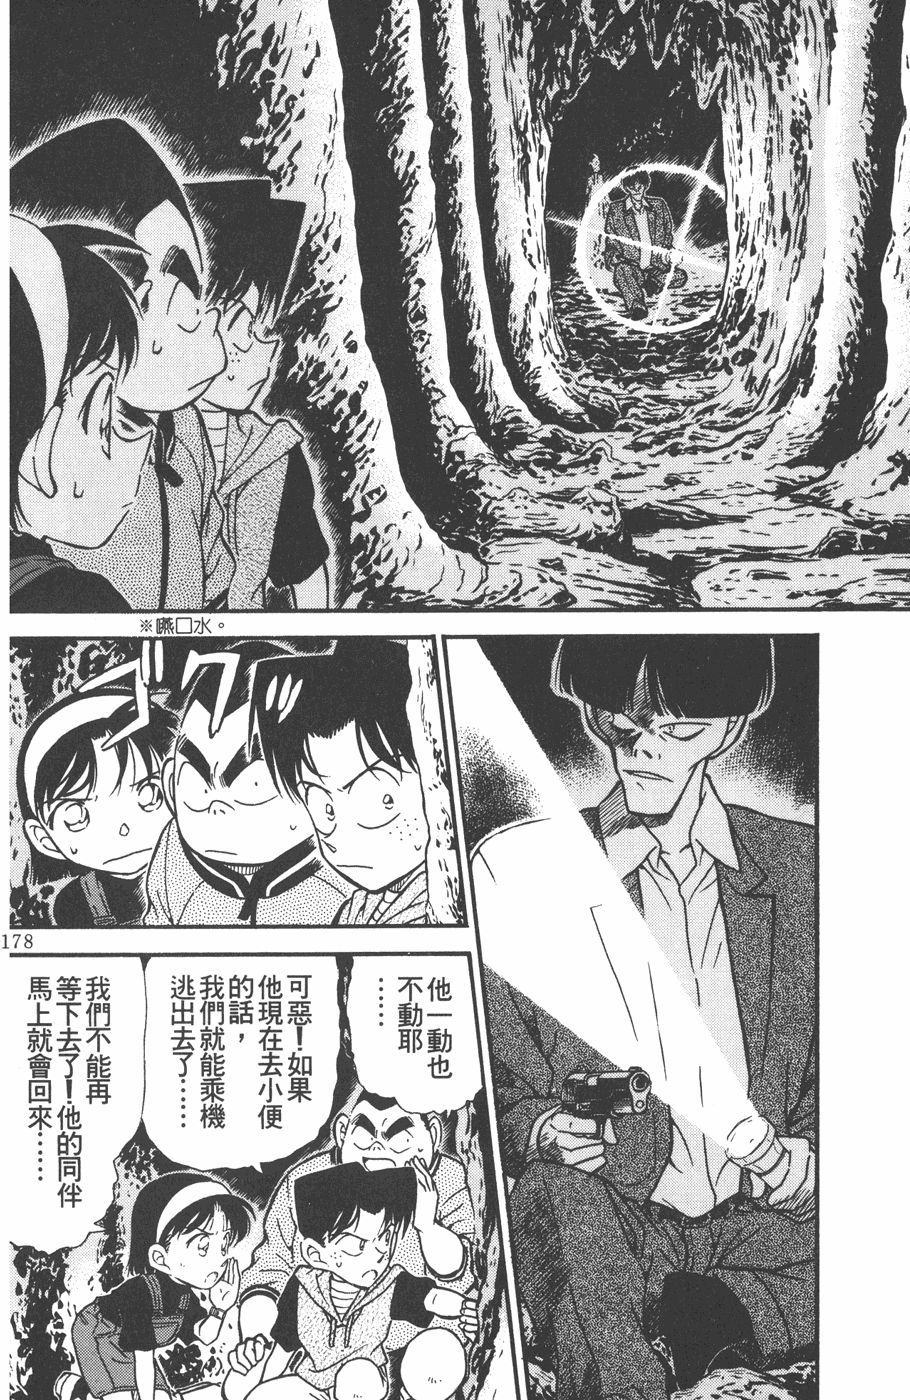 ※嚥口水。
ゴクッ
他一動也
不動耶
……
可惡！如果
他現在去小便
的話，
我們就能乘機
逃出去了……
我們不能再
等下去了！他的同伴
馬上就會回來……
178